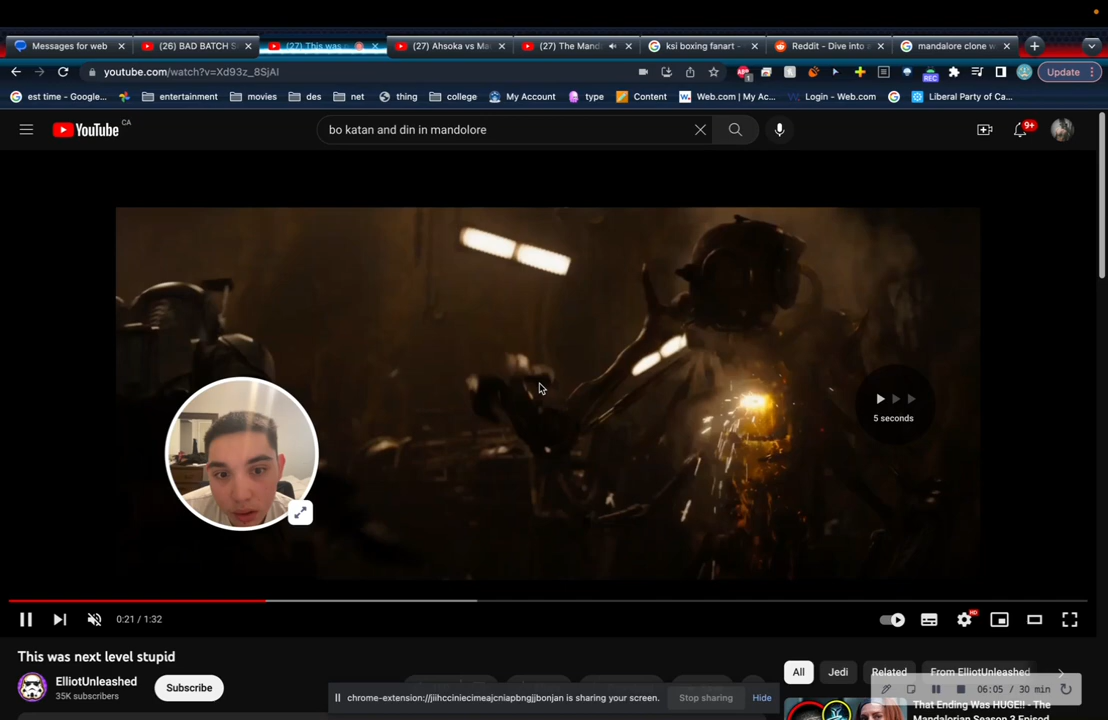 Messages for web
(26) BAD BATCH S
(27) This was
(27) Ahsoka vs Ma
(27) The Mand
ksi boxing fanart -
Reddit - Dive into
mandalore clone w
youtube.com/watch?v=Xd93z_8SjAI
REC
Update
est time - Google...
entertainment
movies
des
net
thing
college
My Account
type
Content
Web.com | My Ac...
Login - Web.com
Liberal Party of Ca...
YouTube CA
bo katan and din in mandolore
9+
5 seconds
0:21 / 1:32
HD
This was next level stupid
ElliotUnleashed
35K subscribers
Subscribe
All
Jedi
Related
From ElliotUnleashed
chrome-extension://jiihcciniecimeajcniapbngjjbonjan is sharing your screen.
Stop sharing
Hide
06:05 / 30 min
That Ending Was HUGE!! - The
Mandalorian Season 3 Episod